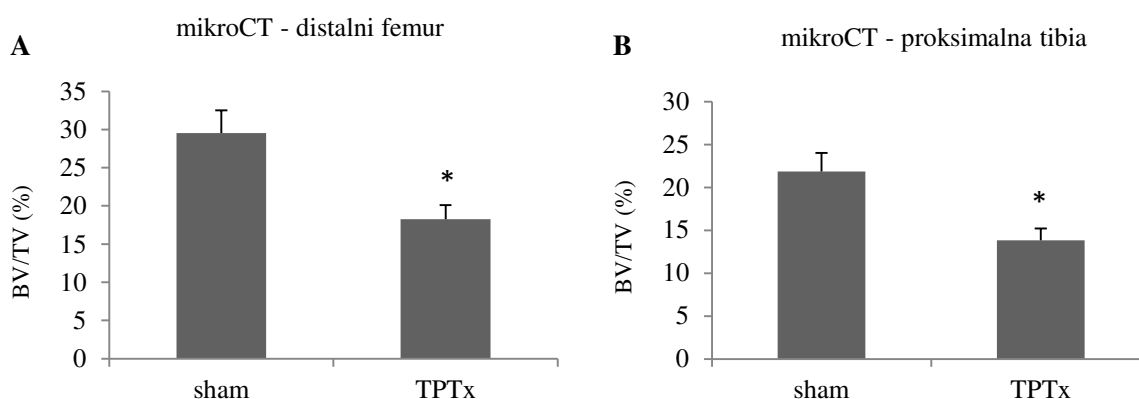 A
mikroCT - distalni femur
BV/TV (%)
35
30
25
20
15
10
5
0
*
sham
TPTx
B
mikroCT - proksimalna tibia
BV/TV (%)
30
25
20
15
10
5
0
*
sham
TPTx